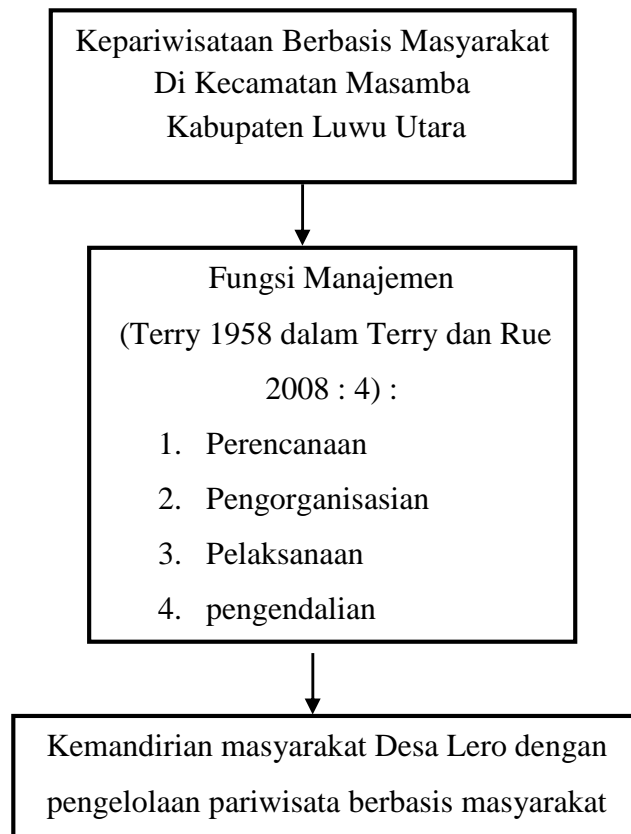 Kepariwisataan Berbasis Masyarakat
Di Kecamatan Masamba
Kabupaten Luwu Utara
Fungsi Manajemen
(Terry 1958 dalam Terry dan Rue
2008 : 4) :
1. Perencanaan
2. Pengorganisasian
3. Pelaksanaan
4. pengendalian
Kemandirian masyarakat Desa Lero dengan
pengelolaan pariwisata berbasis masyarakat